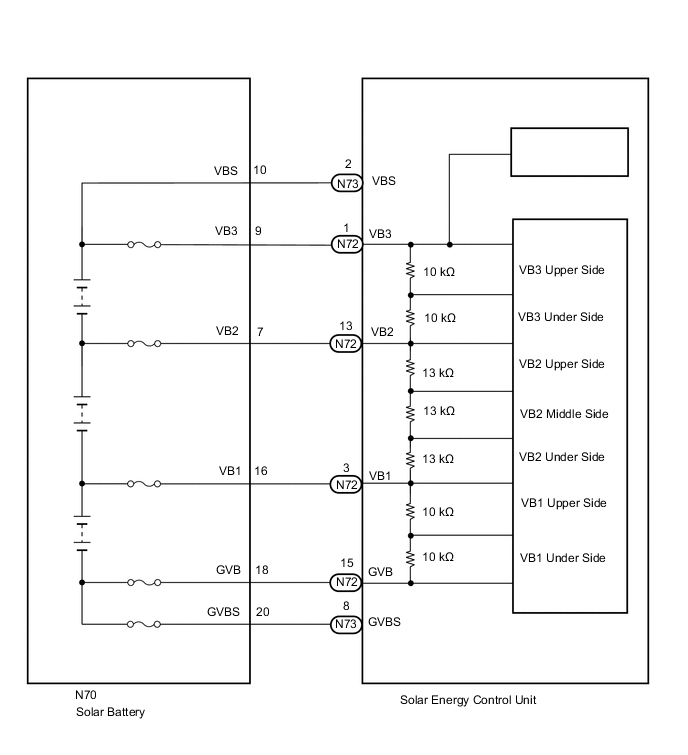 2
VBS 10 N73 VBS
1
VB3 9 N72 VB3
10 kΩ VB3 Upper Side
10 kΩ VB3 Under Side
13
VB2 7 N72 VB2
13 kΩ VB2 Upper Side
13 kΩ VB2 Middle Side
13 kΩ VB2 Under Side
3
VB1 16 N72 VB1
10 kΩ VB1 Upper Side
10 kΩ VB1 Under Side
15
GVB 18 N72 GVB
8
GVBS 20 N73 GVBS
N70
Solar Battery
Solar Energy Control Unit